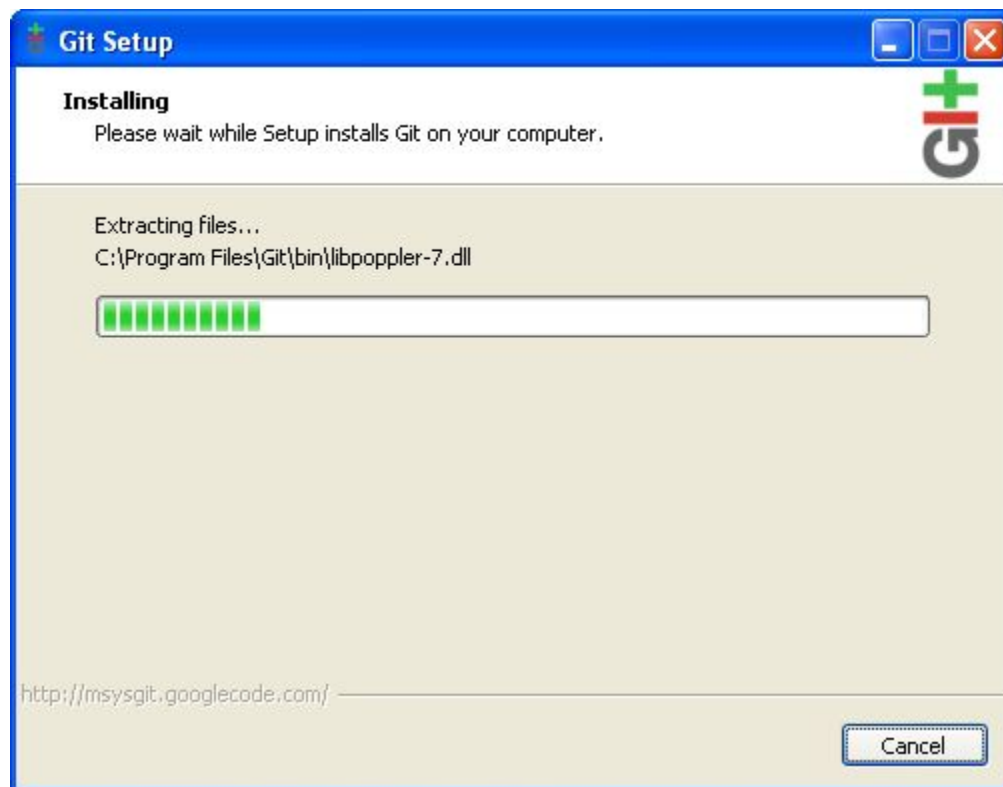 Git Setup
Installing
Please wait while Setup installs Git on your computer.
GIt
Extracting files...
C:\Program Files\Git\bin\libpoppler-7.dll
http://msysgit.googlecode.com/
Cancel